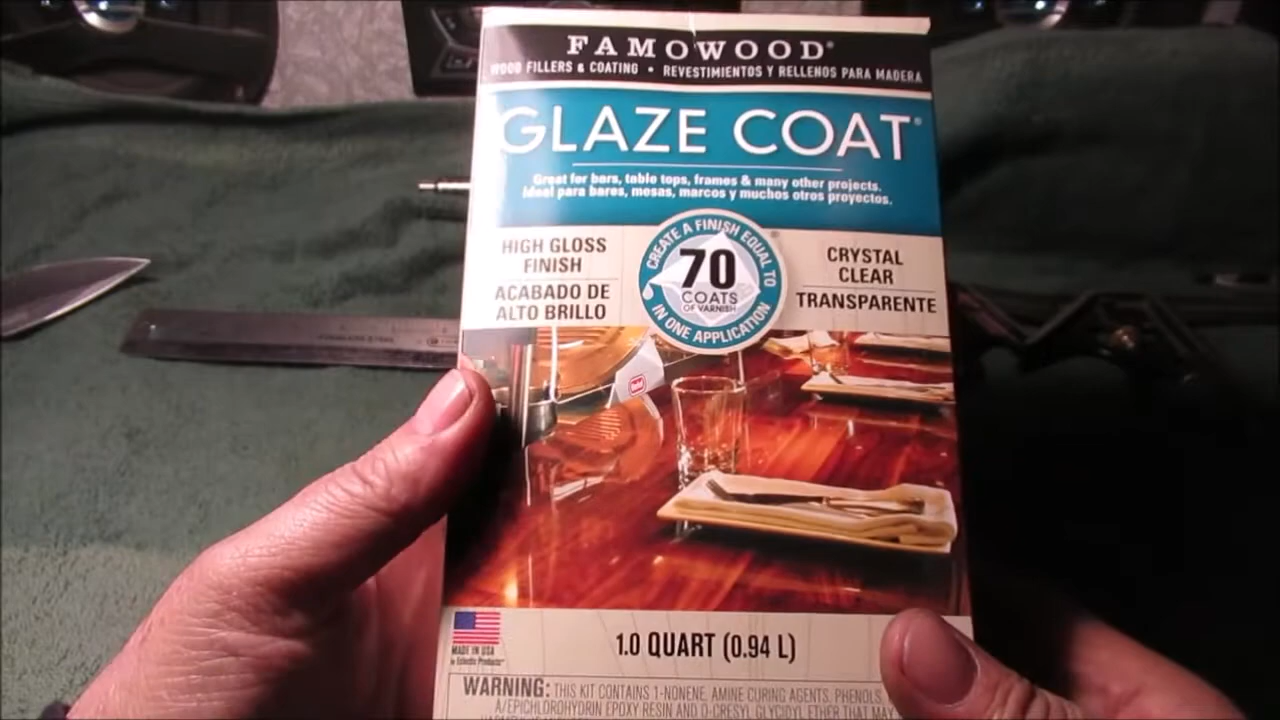 FAMOWOOD®
WOOD FILLERS & COATING • REVESTIMIENTOS Y RELLENOS PARA MADERA
GLAZE COAT®
Great for bars, table tops, frames & many other projects.
Ideal para bares, mesas, marcos y muchos otros proyectos.
HIGH GLOSS
FINISH
ACABADO DE
ALTO BRILLO
CREATE A FINISH EQUAL TO
70
COATS
OF VARNISH
IN ONE APPLICATION
CRYSTAL
CLEAR
TRANSPARENTE
MADE IN USA
by Eclectic Products
1.0 QUART (0.94 L)
WARNING: THIS KIT CONTAINS 1-NONENE, AMINE CURING AGENTS, PHENOLS,
A/EPICHLOROHYDRIN EPOXY RESIN AND O-CRESYL GLYCIDYL ETHER THAT MAY